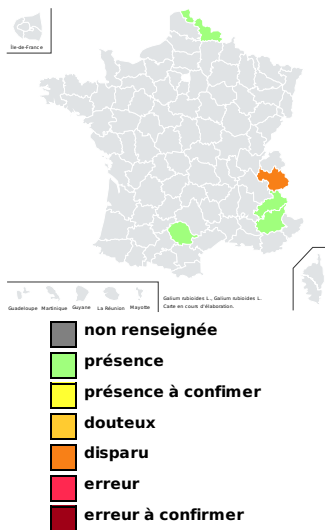 Île-de-France
Guadeloupe Martinique Guyane La Réunion Mayotte
Galium rubioides L., Galium rubioides L.
Carte en cours d'élaboration.
non renseignée
présence
présence à confimer
douteux
disparu
erreur
erreur à confirmer